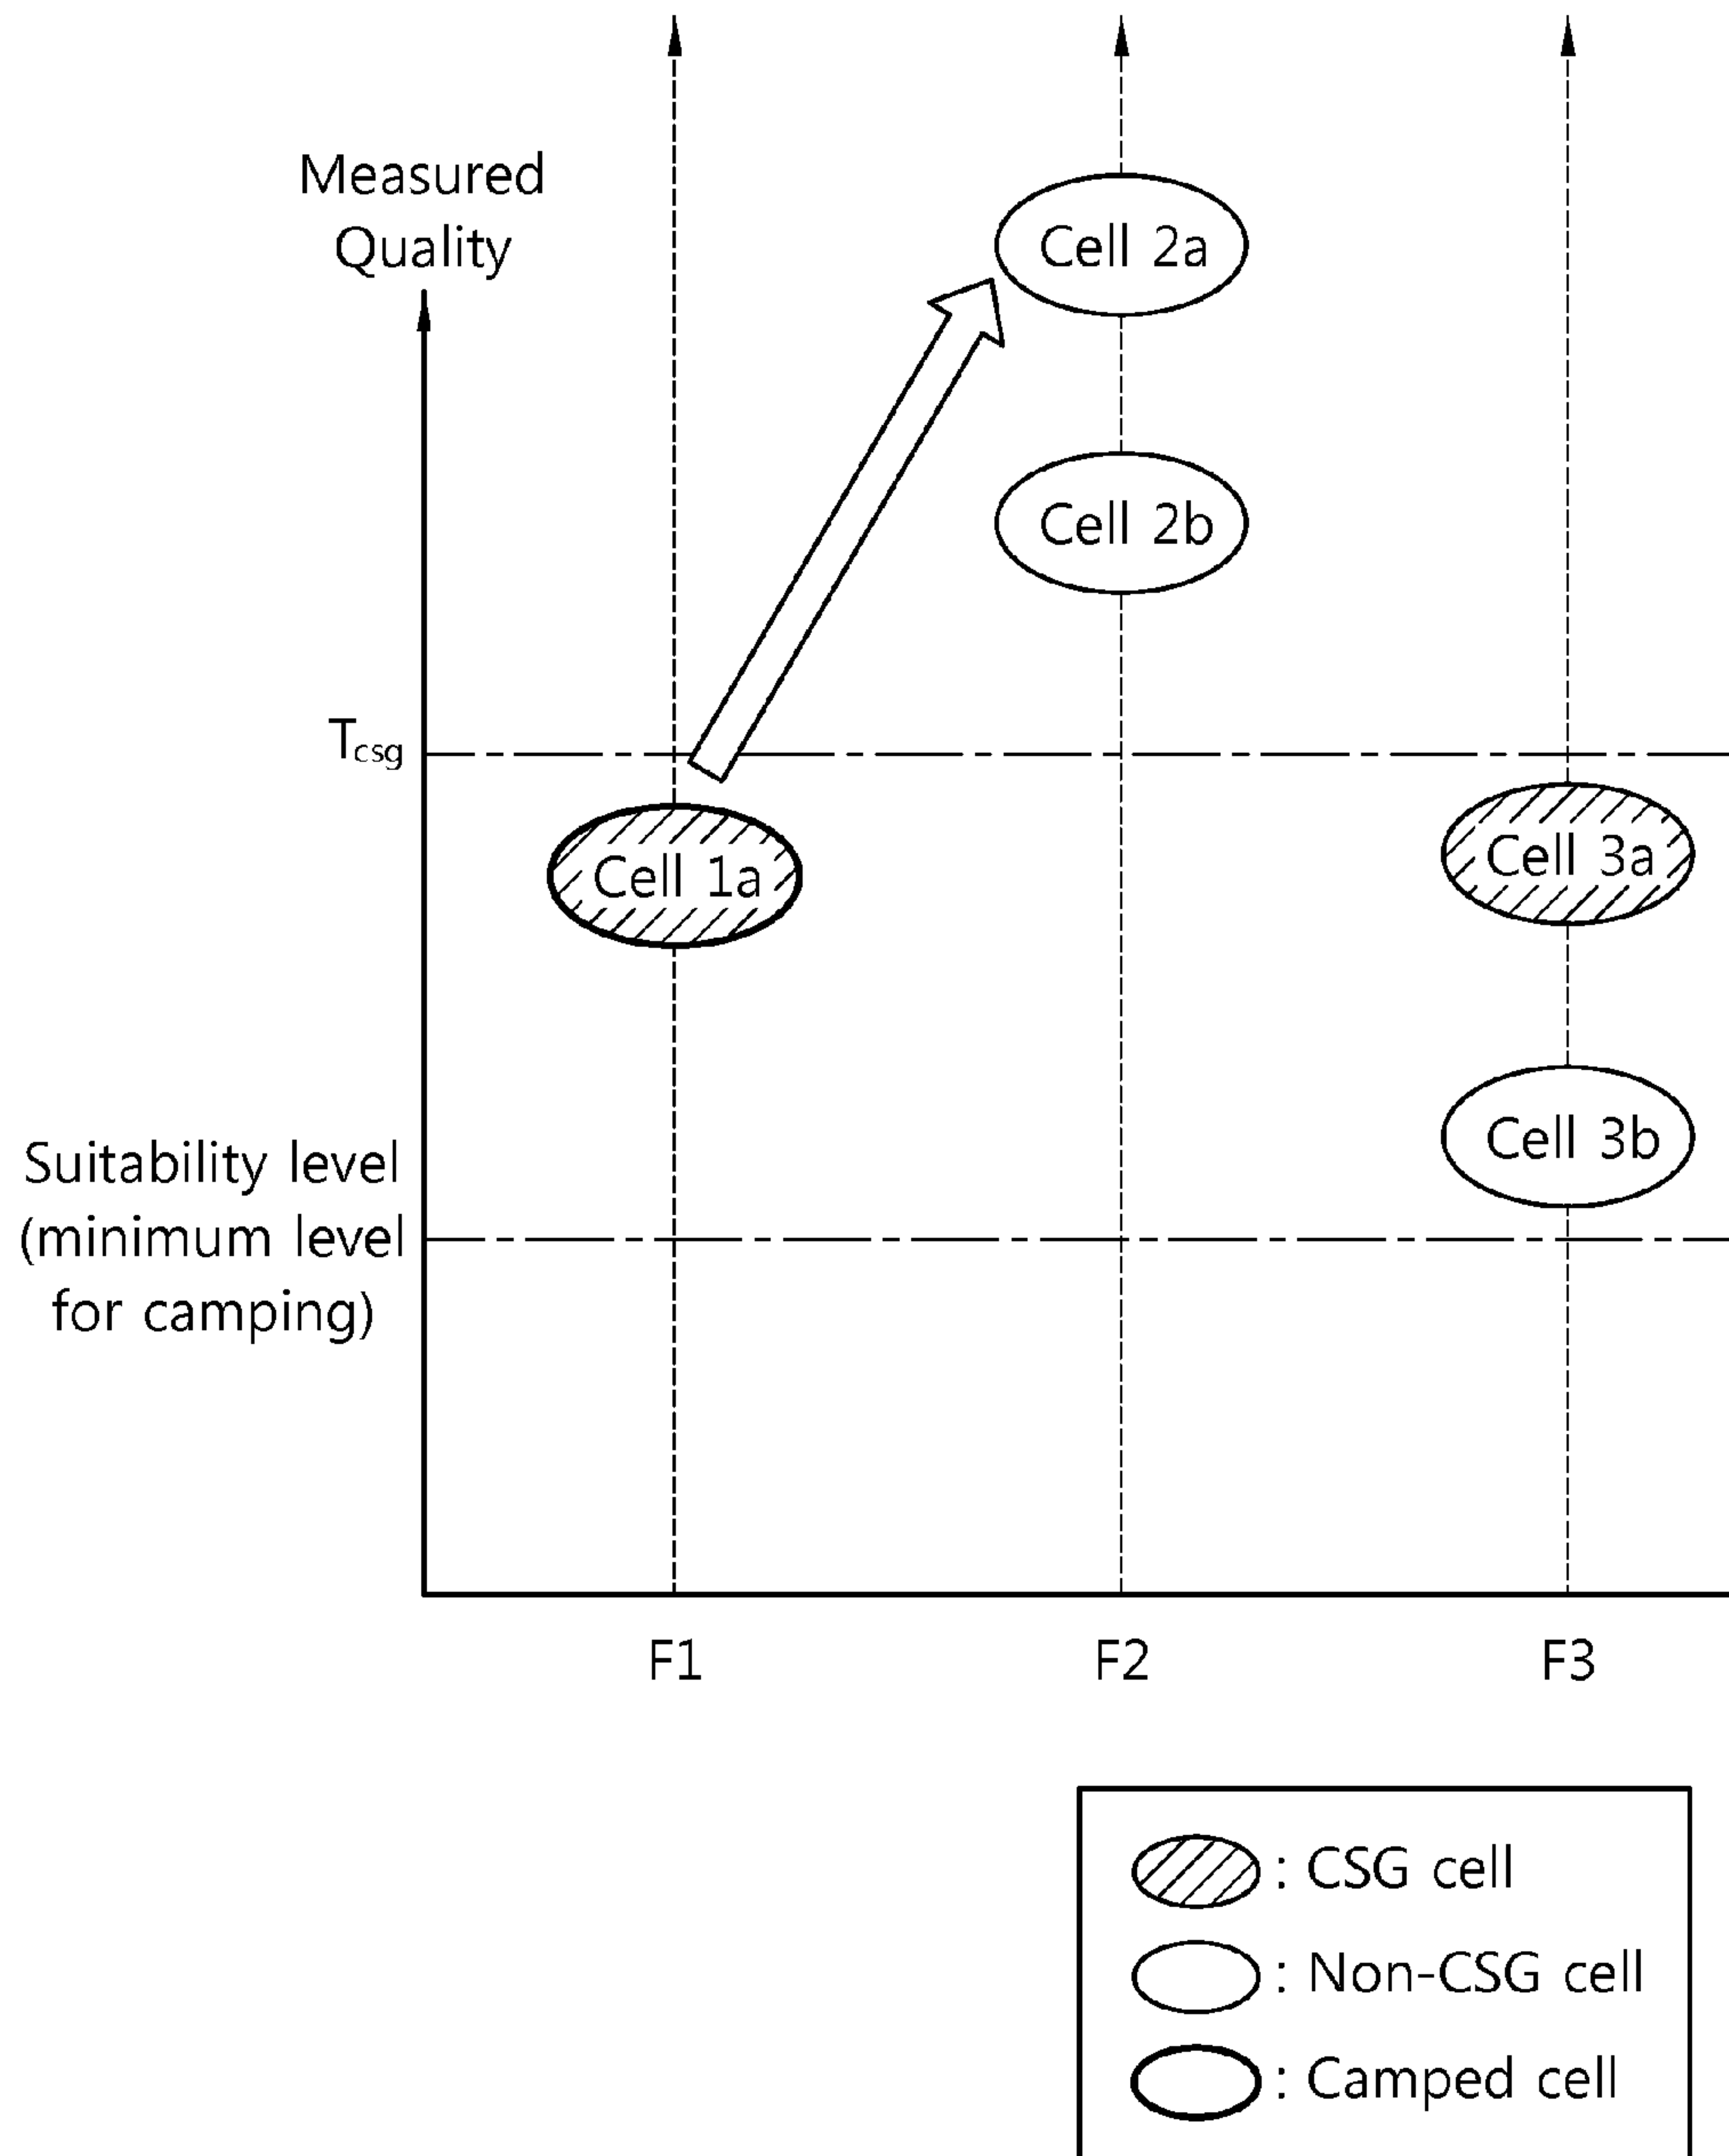 Measured
Quality
Cell 2a
Cell 2b
Tcsg
Cell 1a
Cell 3a
Cell 3b
Suitability level
(minimum level
for camping)
F1 F2 F3
: CSG cell
: Non-CSG cell
: Camped cell